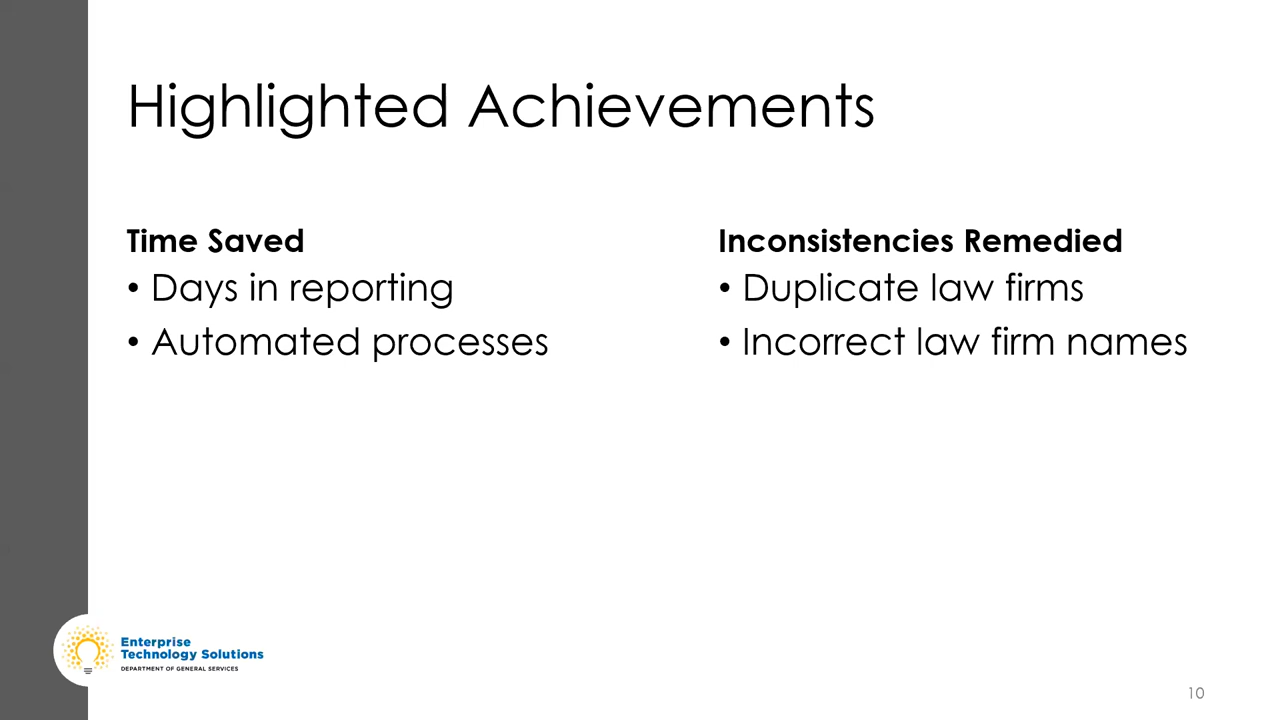 Highlighted Achievements
Time Saved
• Days in reporting
• Automated processes
Inconsistencies Remedied
• Duplicate law firms
• Incorrect law firm names
Enterprise
Technology Solutions
DEPARTMENT OF GENERAL SERVICES
10